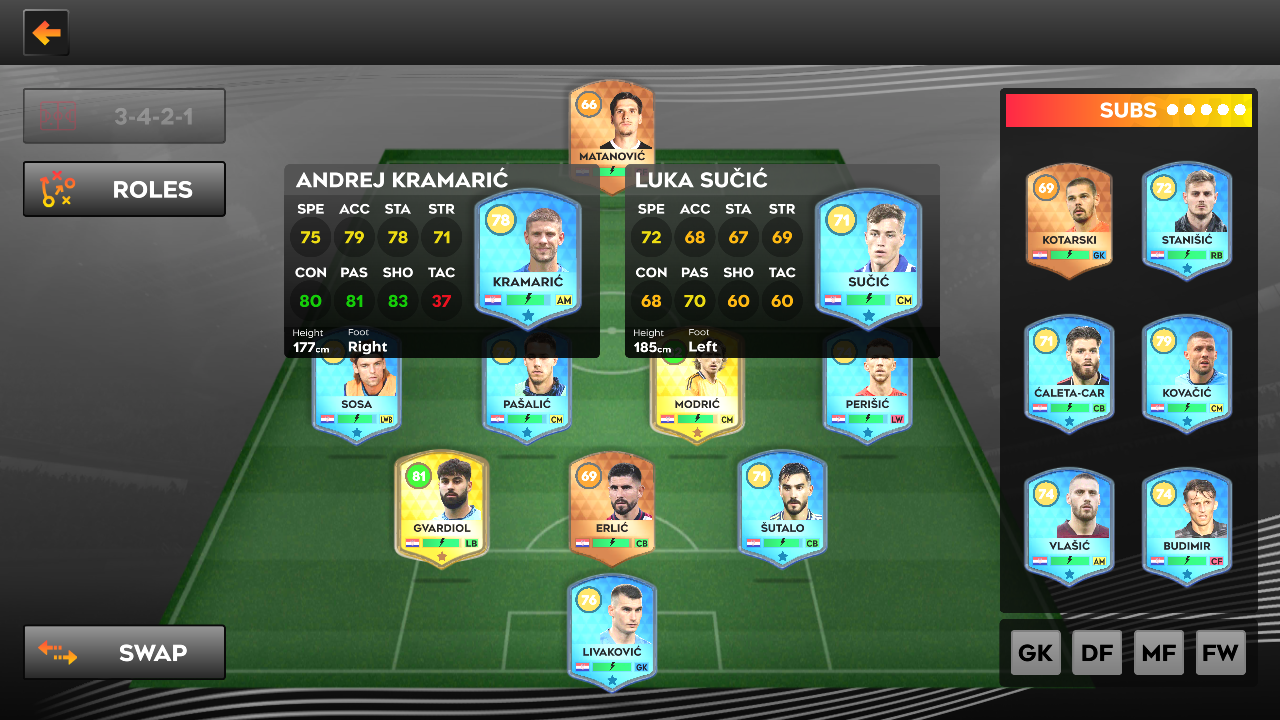 3-4-2-1
ROLES
SWAP
66
MATANOVIĆ
ANDREJ KRAMARIĆ
SPE ACC STA STR
75 79 78 71
CON PAS SHO TAC
80 81 83 37
Height Foot
177cm Right
78
KRAMARIĆ
AM
LUKA SUČIĆ
SPE ACC STA STR
72 68 67 69
CON PAS SHO TAC
68 70 60 60
Height Foot
185cm Left
71
SUČIĆ
CM
SOSA
LWB
PAŠALIĆ
CM
MODRIĆ
CM
PERIŠIĆ
LW
81
GVARDIOL
LB
69
ERLIĆ
CB
71
ŠUTALO
CB
76
LIVAKOVIĆ
GK
SUBS
69
KOTARSKI
GK
72
STANIŠIĆ
RB
71
ĆALETA-CAR
CB
79
KOVAČIĆ
CM
74
VLAŠIĆ
AM
74
BUDIMIR
CF
GK DF MF FW